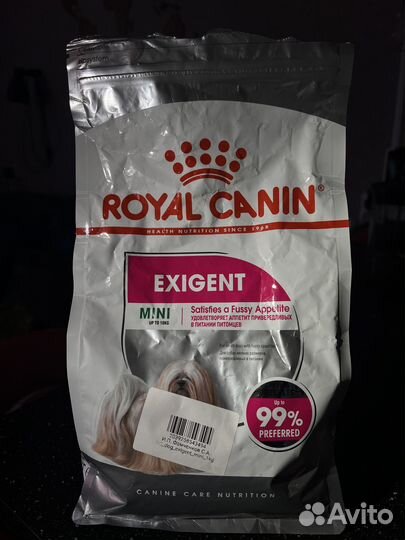 ROYAL CANIN®
HEALTH NUTRITION SINCE 1968
EXIGENT
MINI
UP TO 10KG
Satisfies a Fussy Appetite
УДОВЛЕТВОРЯЕТ АППЕТИТ ПРИВЕРЕДЛИВЫХ
В ПИТАНИИ ПИТОМЦЕВ
Up to
99%
PREFERRED
И.П. Фомченков С.А.
CANINE CARE NUTRITION
Avito